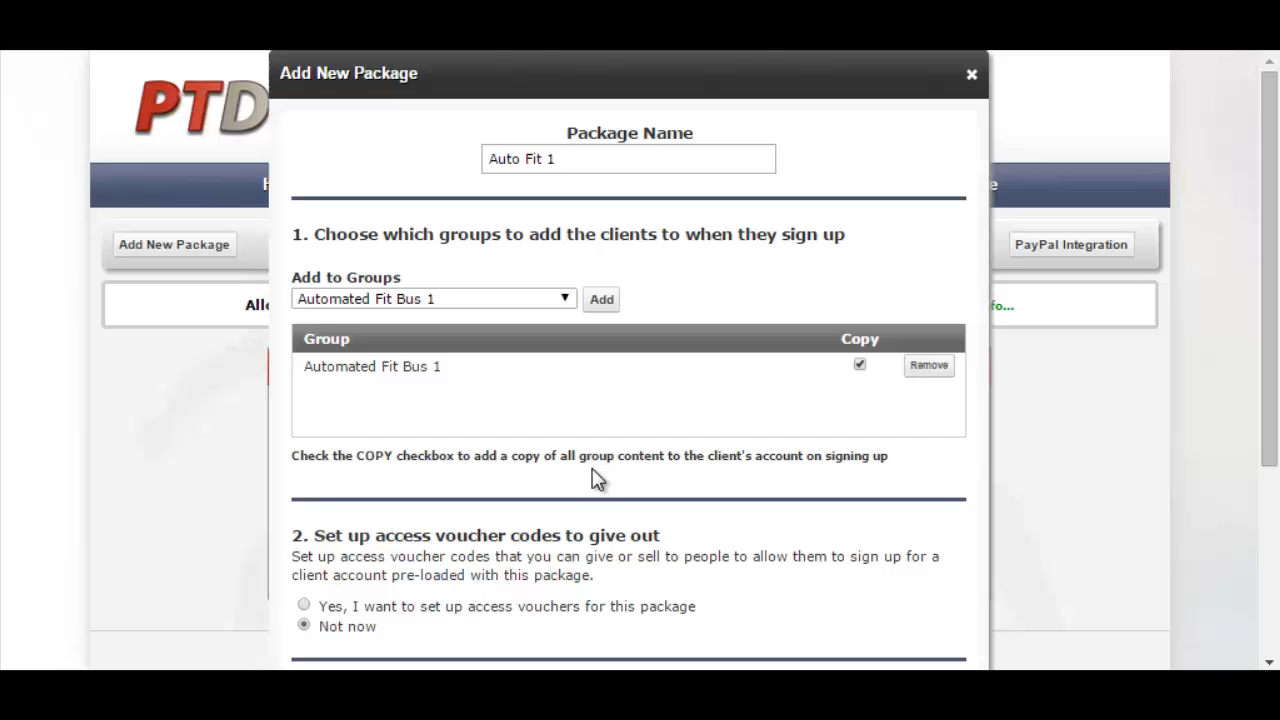 Add New Package
PTD
Package Name
Auto Fit 1
H
e
1. Choose which groups to add the clients to when they sign up
Add New Package
PayPal Integration
Add to Groups
Automated Fit Bus 1
Add
Allo
fo...
Group
Copy
Automated Fit Bus 1
Remove
Check the COPY checkbox to add a copy of all group content to the client's account on signing up
2. Set up access voucher codes to give out
Set up access voucher codes that you can give or sell to people to allow them to sign up for a
client account pre-loaded with this package.
Yes, I want to set up access vouchers for this package
Not now